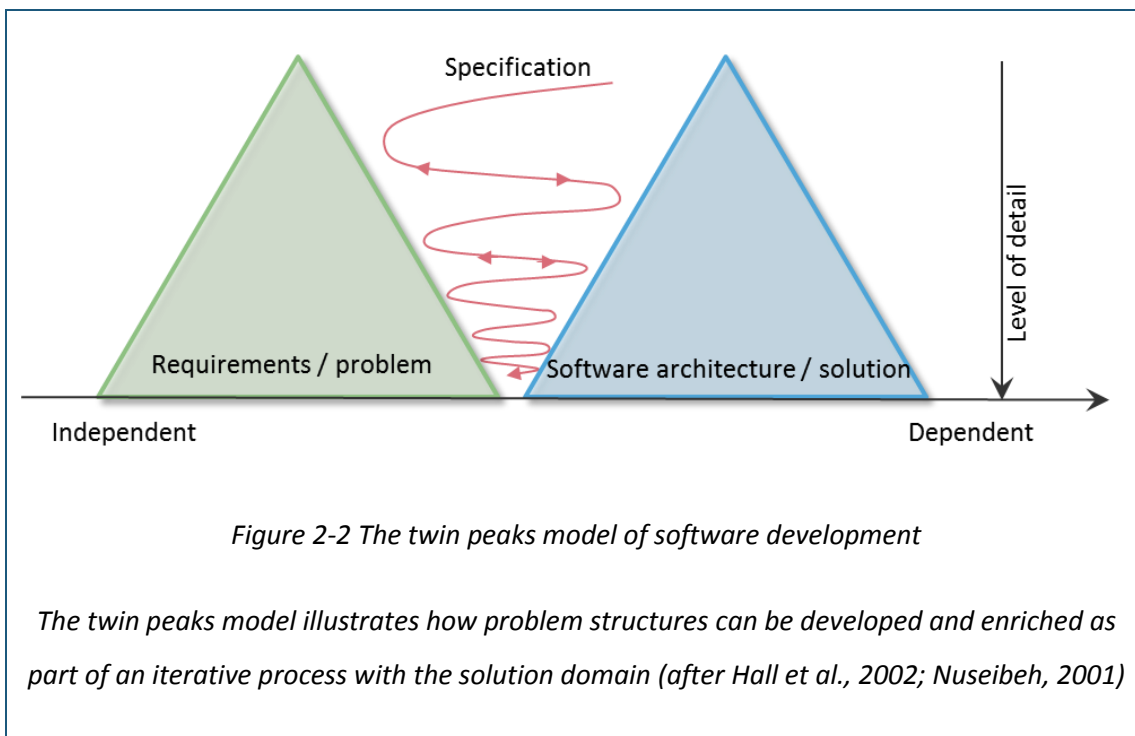 Specification
Level of detail
Requirements / problem
Software architecture / solution
Independent
Dependent
Figure 2-2 The twin peaks model of software development
The twin peaks model illustrates how problem structures can be developed and enriched as
part of an iterative process with the solution domain (after Hall et al., 2002; Nuseibeh, 2001)